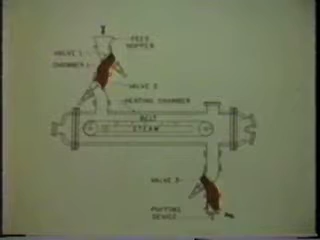 FEED
HOPPER
VALVE 1
CHAMBER
VALVE 2
HEATING CHAMBER
BELT
STEAM
VALVE 3
PUFFING
DEVICE